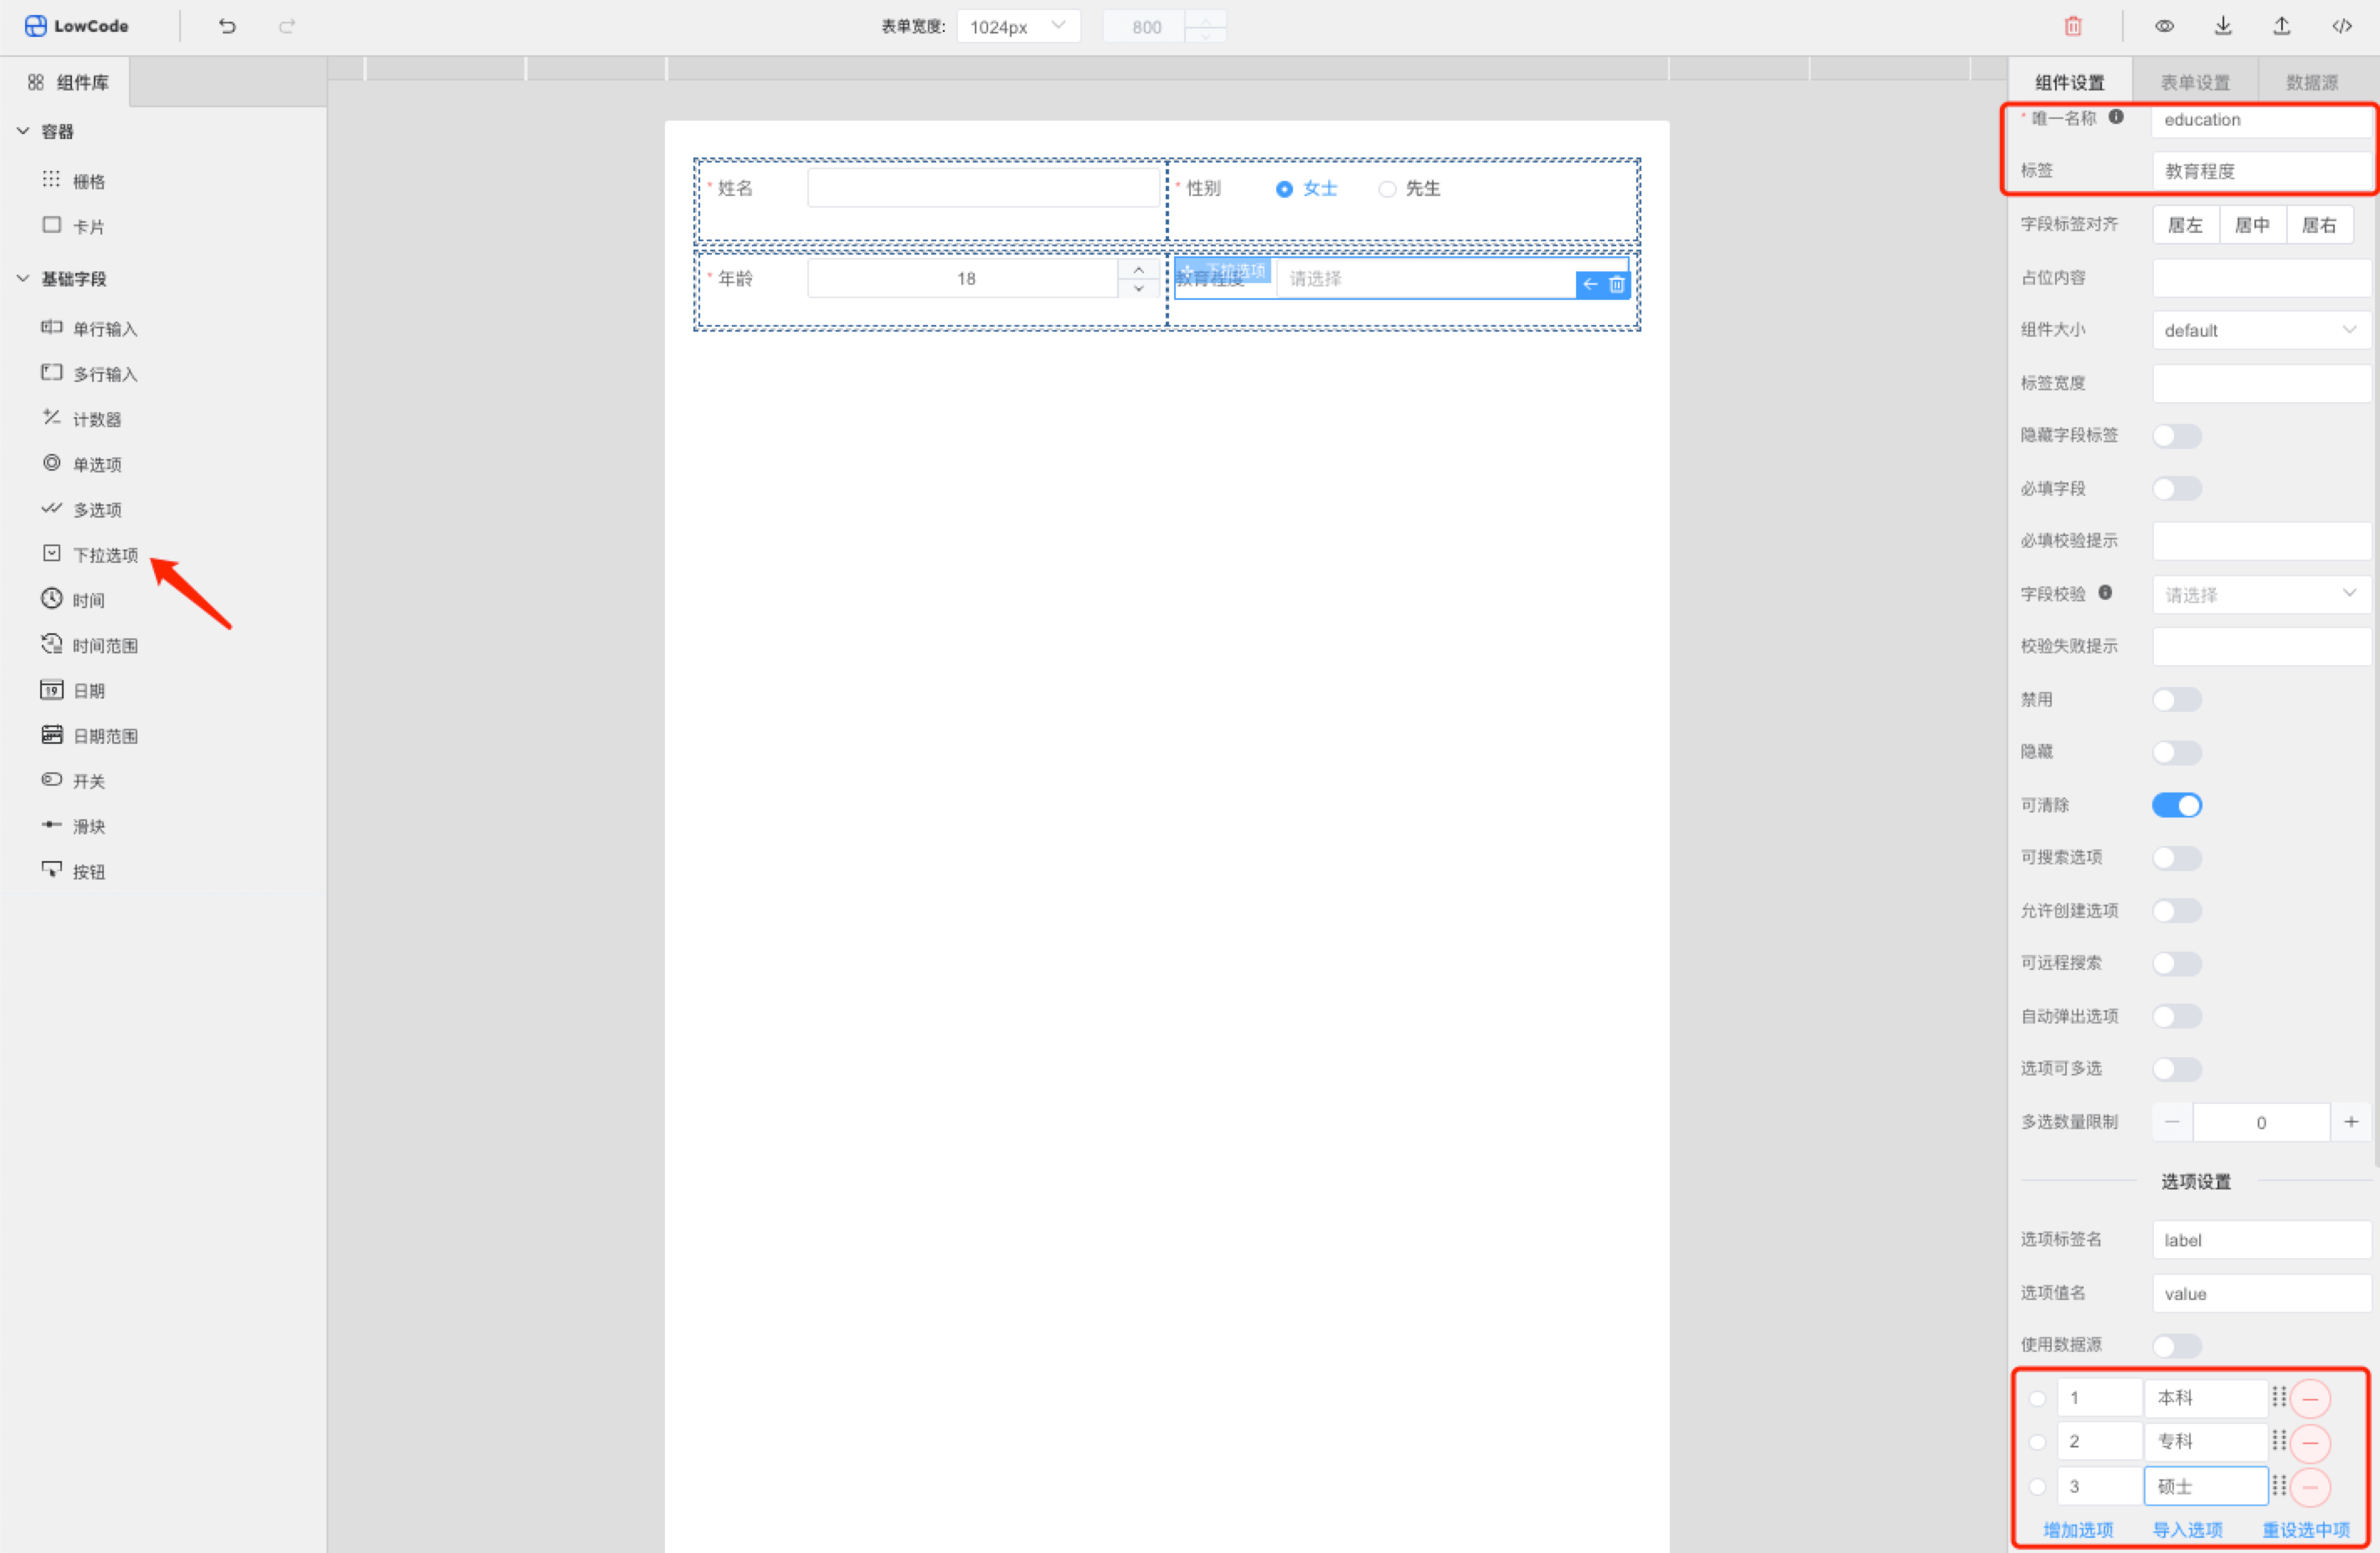 LowCode
表单宽度:
1024px
800
组件库
容器
栅格
卡片
基础字段
单行输入
多行输入
计数器
单选项
多选项
下拉选项
时间
时间范围
19
日期
日期范围
开关
滑块
按钮
* 姓名
* 性别
女士
先生
* 年龄
18
下拉选项
教育程度
请选择
组件设置
表单设置
数据源
* 唯一名称
education
标签
教育程度
字段标签对齐
居左
居中
居右
占位内容
组件大小
default
标签宽度
隐藏字段标签
必填字段
必填校验提示
字段校验
请选择
校验失败提示
禁用
隐藏
可清除
可搜索选项
允许创建选项
可远程搜索
自动弹出选项
选项可多选
多选数量限制
0
选项设置
选项标签名
label
选项值名
value
使用数据源
1
本科
2
专科
3
硕士
增加选项
导入选项
重设选中项